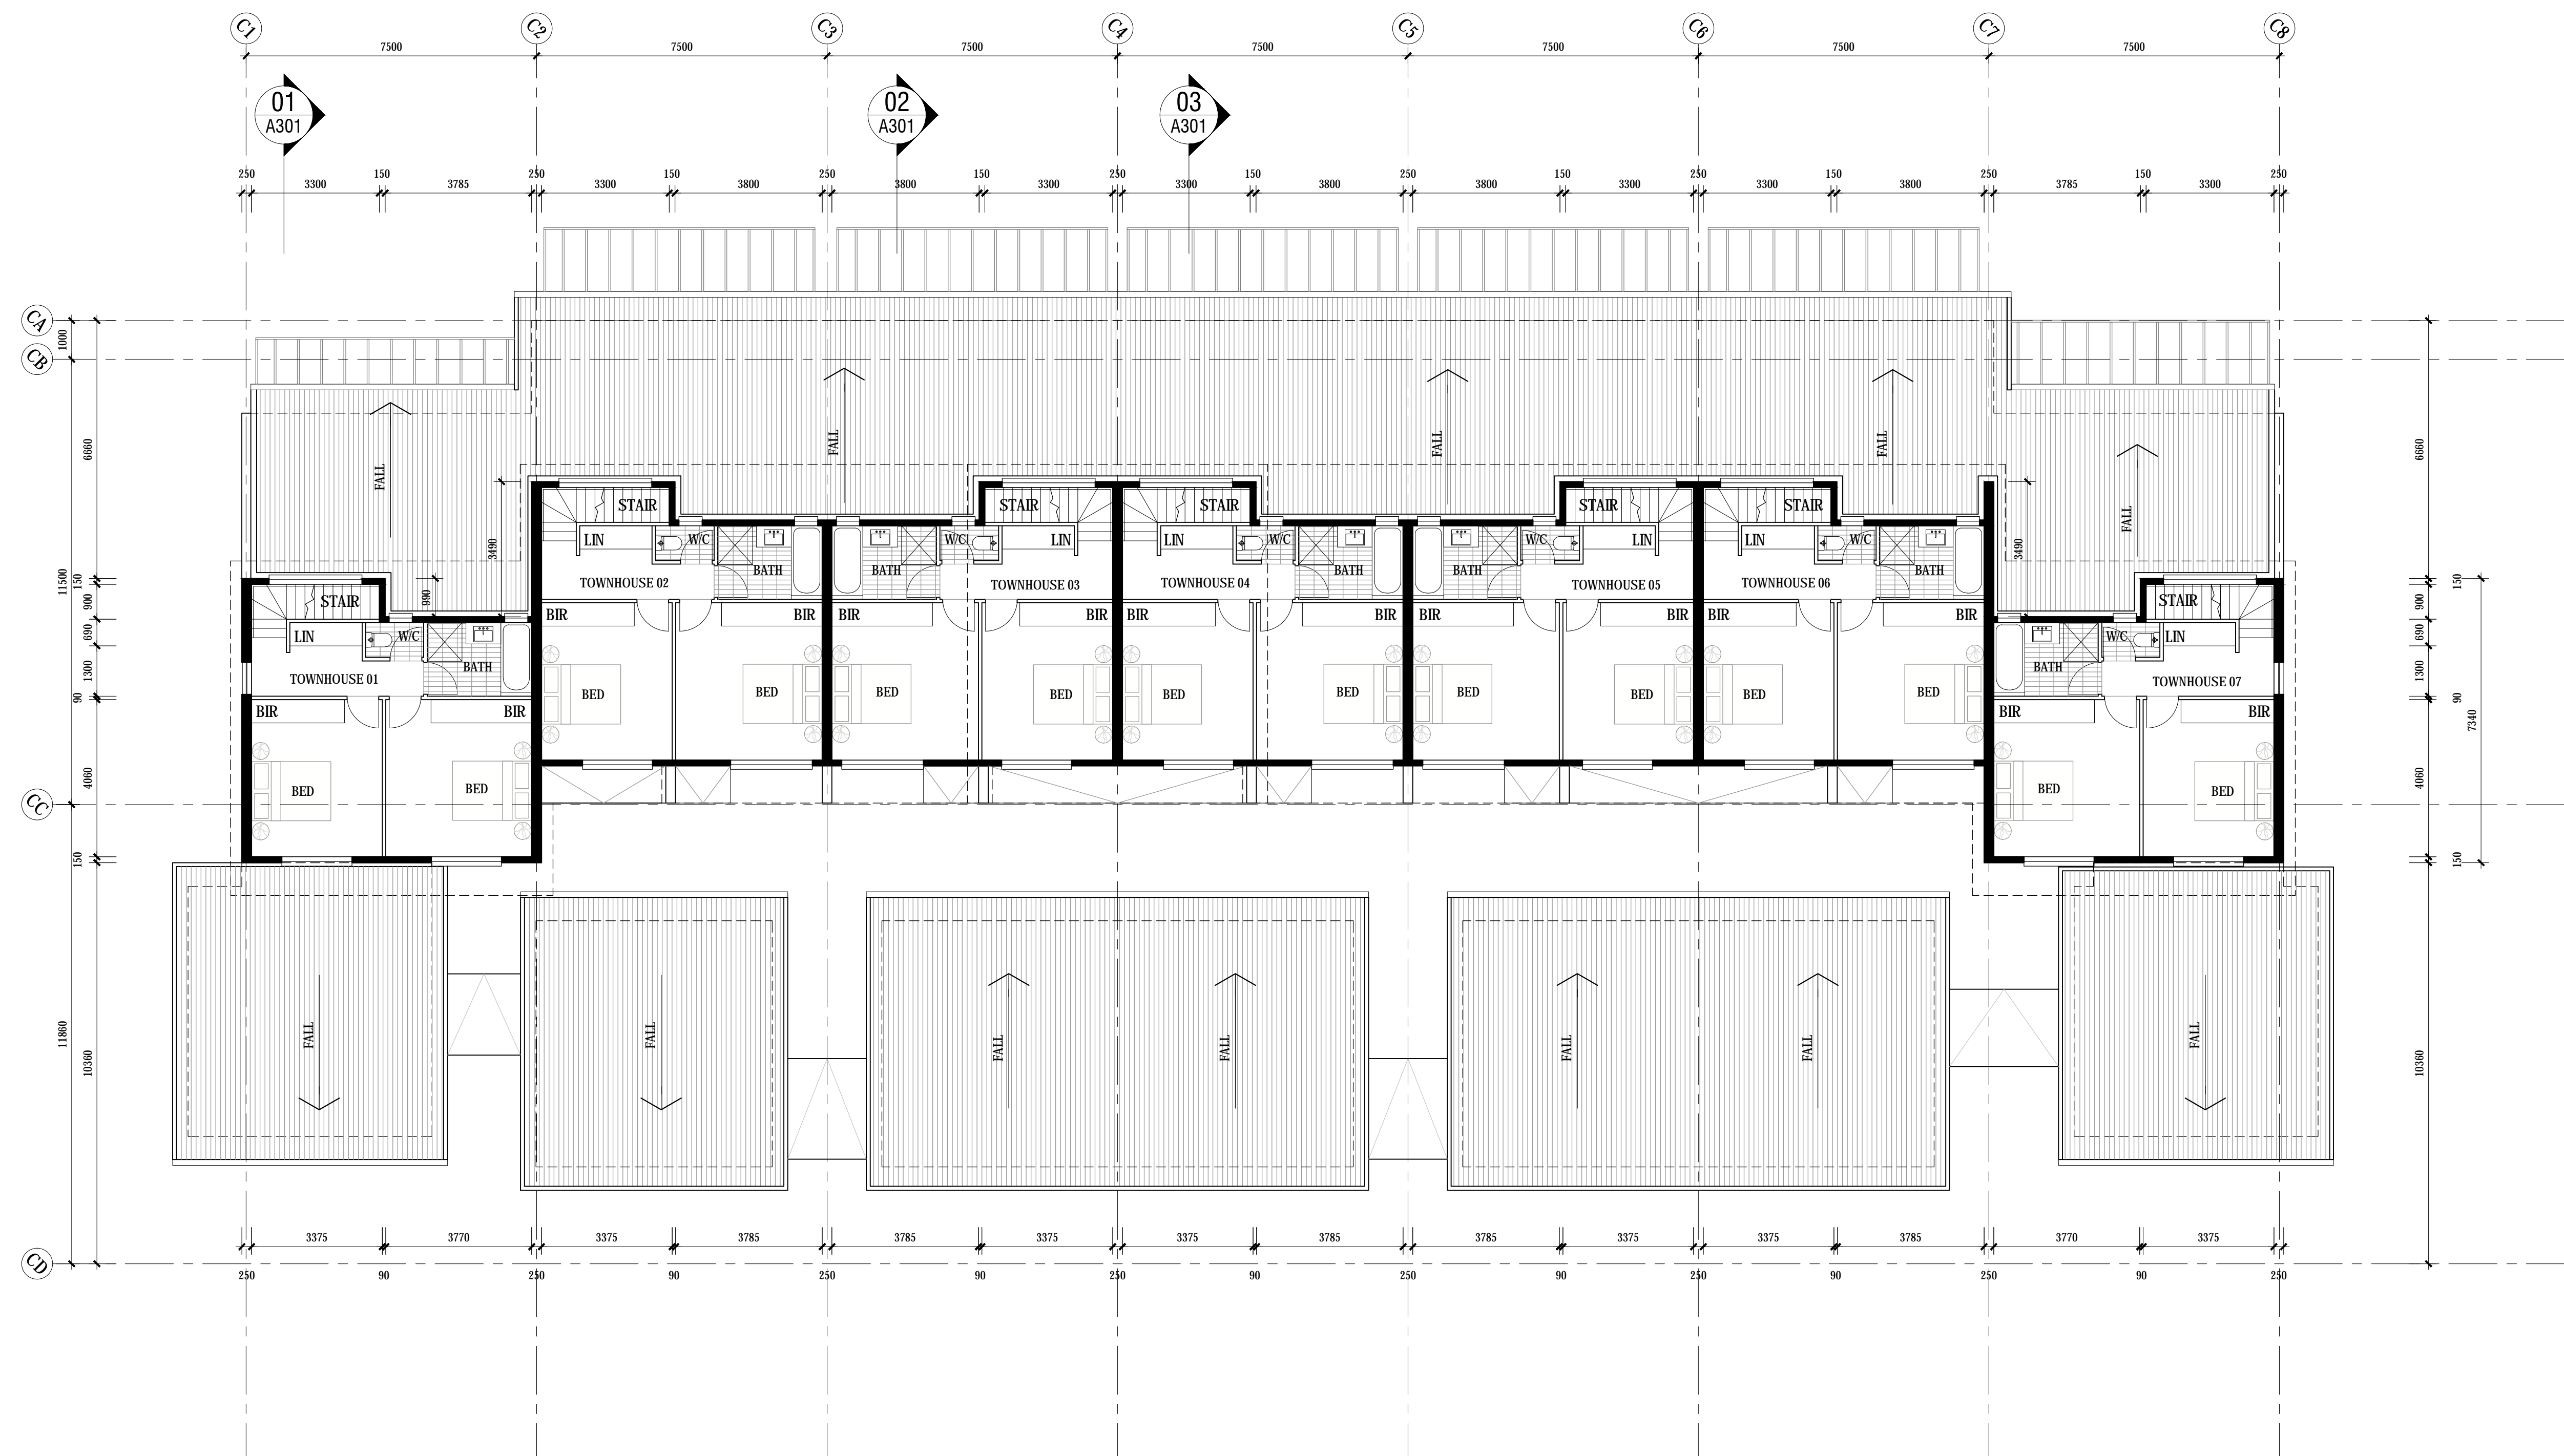 C1 C2 C3 C4 C5 C6 C7 C8
7500 7500 7500 7500 7500 7500 7500
01 02 03
A301 A301 A301
250 150 250 150 250 150 250 150 250 150 250 150 250 150 250
3300 3785 3300 3800 3800 3300 3300 3800 3800 3300 3300 3800 3785 3300
CA
1000
CB
6660 6660
FALL FALL FALL FALL FALL
3490 3490
STAIR STAIR STAIR STAIR STAIR
LIN W/C W/C LIN LIN W/C W/C LIN LIN W/C
BATH BATH BATH BATH BATH
TOWNHOUSE 02 TOWNHOUSE 03 TOWNHOUSE 04 TOWNHOUSE 05 TOWNHOUSE 06
11500 150 990 150
900 STAIR STAIR 900
BIR BIR BIR BIR BIR BIR BIR BIR BIR BIR
690 LIN W/C W/C LIN 690
1300 BATH BATH 1300
TOWNHOUSE 01 TOWNHOUSE 07
90 BED BED BED BED BED BED BED BED BED BED 90
BIR BIR BIR BIR
7340
4060 BED BED BED BED 4060
CC
150 150
FALL FALL FALL FALL FALL FALL FALL
11860 10360 10360
3375 3770 3375 3785 3785 3375 3375 3785 3785 3375 3375 3785 3770 3375
CD
250 90 250 90 250 90 250 90 250 90 250 90 250 90 250